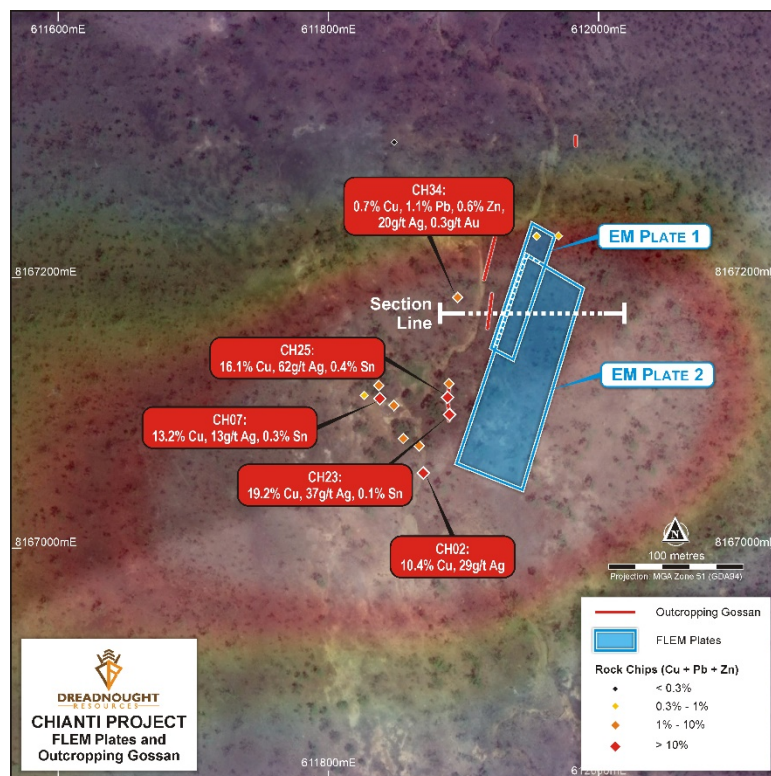 611600mE
611800mE
612000mE
CH34:
0.7% Cu, 1.1% Pb, 0.6% Zn,
20g/t Ag, 0.3g/t Au
EM PLATE 1
8167200mE
8167200mE
Section
Line
CH25:
16.1% Cu, 62g/t Ag, 0.4% Sn
EM PLATE 2
CH07:
13.2% Cu, 13g/t Ag, 0.3% Sn
CH23:
19.2% Cu, 37g/t Ag, 0.1% Sn
CH02:
10.4% Cu, 29g/t Ag
8167000mE
8167000mE
N
100 metres
Projection: MGA Zone 51 (GDA94)
Outcropping Gossan
FLEM Plates
Rock Chips (Cu + Pb + Zn)
< 0.3%
0.3% - 1%
1% - 10%
> 10%
DREADNOUGHT
RESOURCES
CHIANTI PROJECT
FLEM Plates and
Outcropping Gossan
611800mE